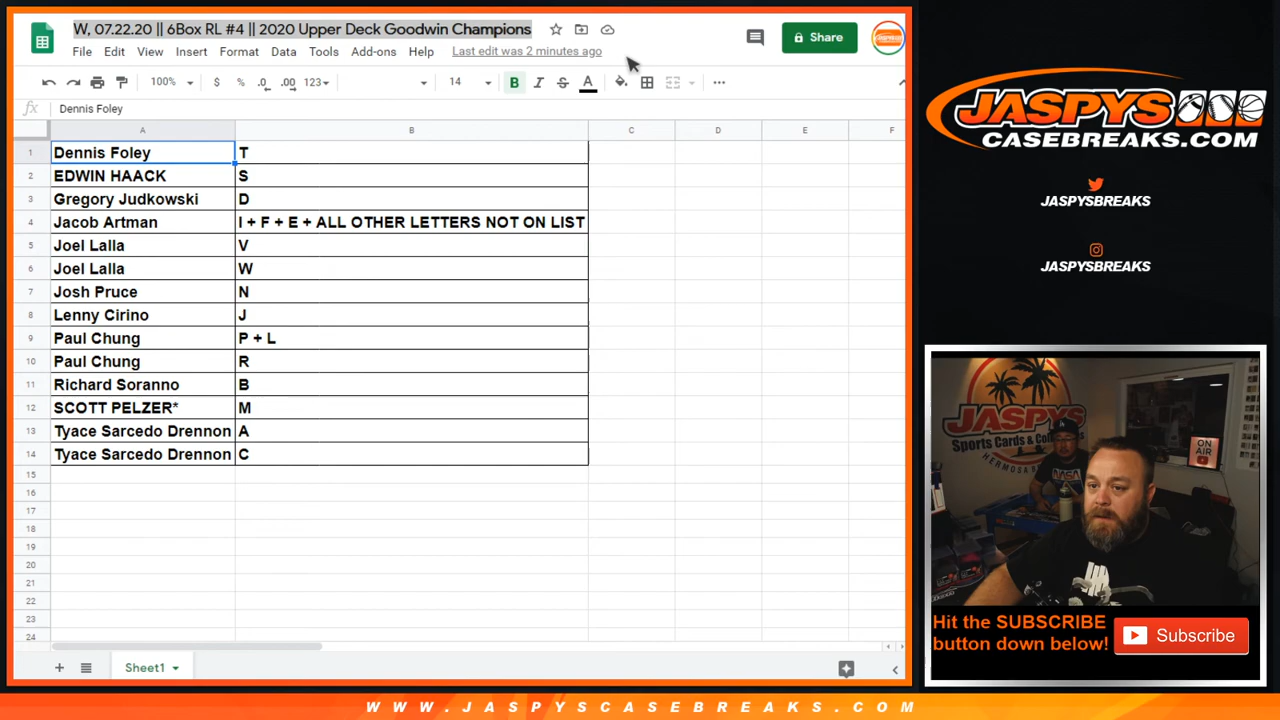 W, 07.22.20 || 6Box RL #4 || 2020 Upper Deck Goodwin Champions
File Edit View Insert Format Data Tools Add-ons Help Last edit was 2 minutes ago
Share
100% $ % .0 .00 123 14 B I S A
fx Dennis Foley
A B C D E F
1 Dennis Foley T
2 EDWIN HAACK S
3 Gregory Judkowski D
4 Jacob Artman I + F + E + ALL OTHER LETTERS NOT ON LIST
5 Joel Lalla V
6 Joel Lalla W
7 Josh Pruce N
8 Lenny Cirino J
9 Paul Chung P + L
10 Paul Chung R
11 Richard Soranno B
12 SCOTT PELZER* M
13 Tyace Sarcedo Drennon A
14 Tyace Sarcedo Drennon C
15
16
17
18
19
20
21
22
23
24
Sheet1
JASPYS
CASEBREAKS.COM
JASPYSBREAKS
JASPYSBREAKS
JASPYS
Sports Cards & Co
HERMOSA B
ON
AIR
LA
NASA
Hit the SUBSCRIBE
button down below!
Subscribe
WWW.JASPYSCASEBREAKS.COM